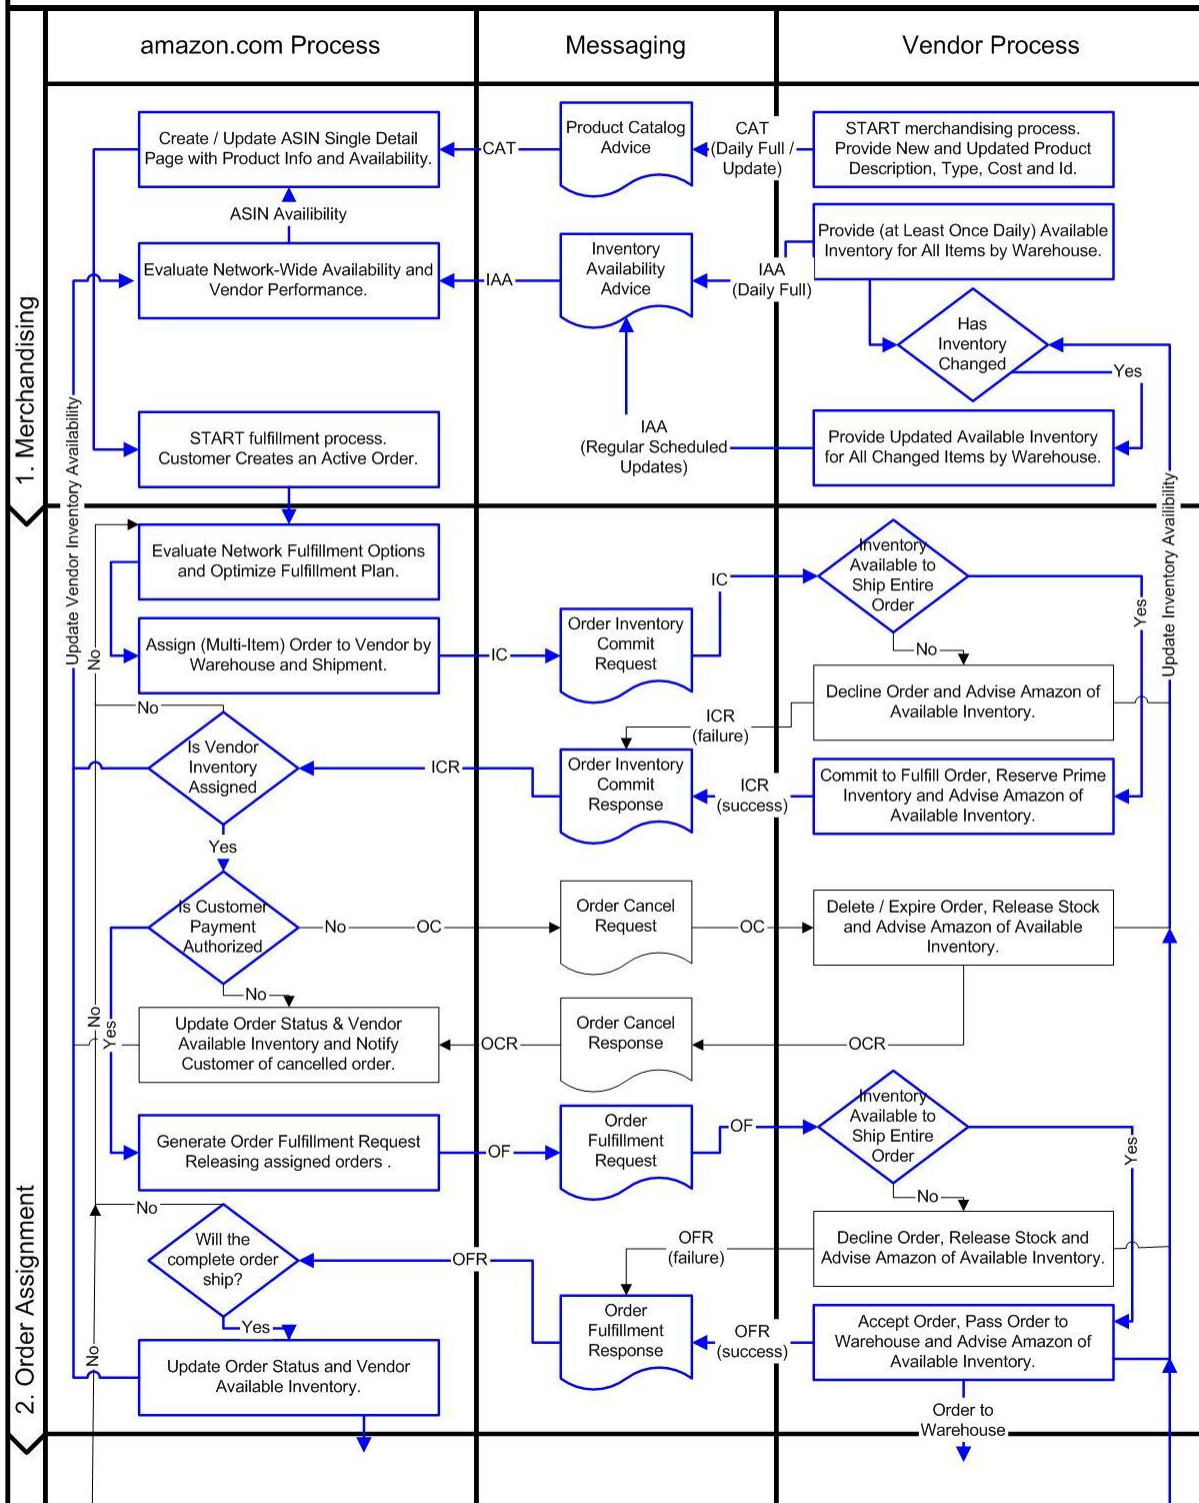 amazon.com Process
Messaging
Vendor Process
1. Merchandising
Create / Update ASIN Single Detail
Page with Product Info and Availability.
CAT
Product Catalog
Advice
CAT
(Daily Full /
Update)
START merchandising process.
Provide New and Updated Product
Description, Type, Cost and Id.
ASIN Availibility
Provide (at Least Once Daily) Available
Inventory for All Items by Warehouse.
Evaluate Network-Wide Availability and
Vendor Performance.
IAA
Inventory
Availability
Advice
IAA
(Daily Full)
Has
Inventory
Changed
Yes
START fulfillment process.
Customer Creates an Active Order.
IAA
(Regular Scheduled
Updates)
Provide Updated Available Inventory
for All Changed Items by Warehouse.
Update Vendor Inventory Availability
Update Inventory Availibility
2. Order Assignment
Evaluate Network Fulfillment Options
and Optimize Fulfillment Plan.
IC
Inventory
Available to
Ship Entire
Order
Yes
No
Assign (Multi-Item) Order to Vendor by
Warehouse and Shipment.
IC
Order Inventory
Commit
Request
No
No
Decline Order and Advise Amazon of
Available Inventory.
ICR
(failure)
Is Vendor
Inventory
Assigned
ICR
Order Inventory
Commit
Response
ICR
(success)
Commit to Fulfill Order, Reserve Prime
Inventory and Advise Amazon of
Available Inventory.
Yes
Is Customer
Payment
Authorized
No
OC
Order Cancel
Request
OC
Delete / Expire Order, Release Stock
and Advise Amazon of Available
Inventory.
No
No
Yes
Update Order Status & Vendor
Available Inventory and Notify
Customer of cancelled order.
OCR
Order Cancel
Response
OCR
Generate Order Fulfillment Request
Releasing assigned orders .
OF
Order
Fulfillment
Request
OF
Inventory
Available to
Ship Entire
Order
Yes
No
No
Will the
complete order
ship?
OFR
OFR
(failure)
Decline Order, Release Stock and
Advise Amazon of Available Inventory.
Yes
No
Update Order Status and Vendor
Available Inventory.
Order
Fulfillment
Response
OFR
(success)
Accept Order, Pass Order to
Warehouse and Advise Amazon of
Available Inventory.
Order to
Warehouse